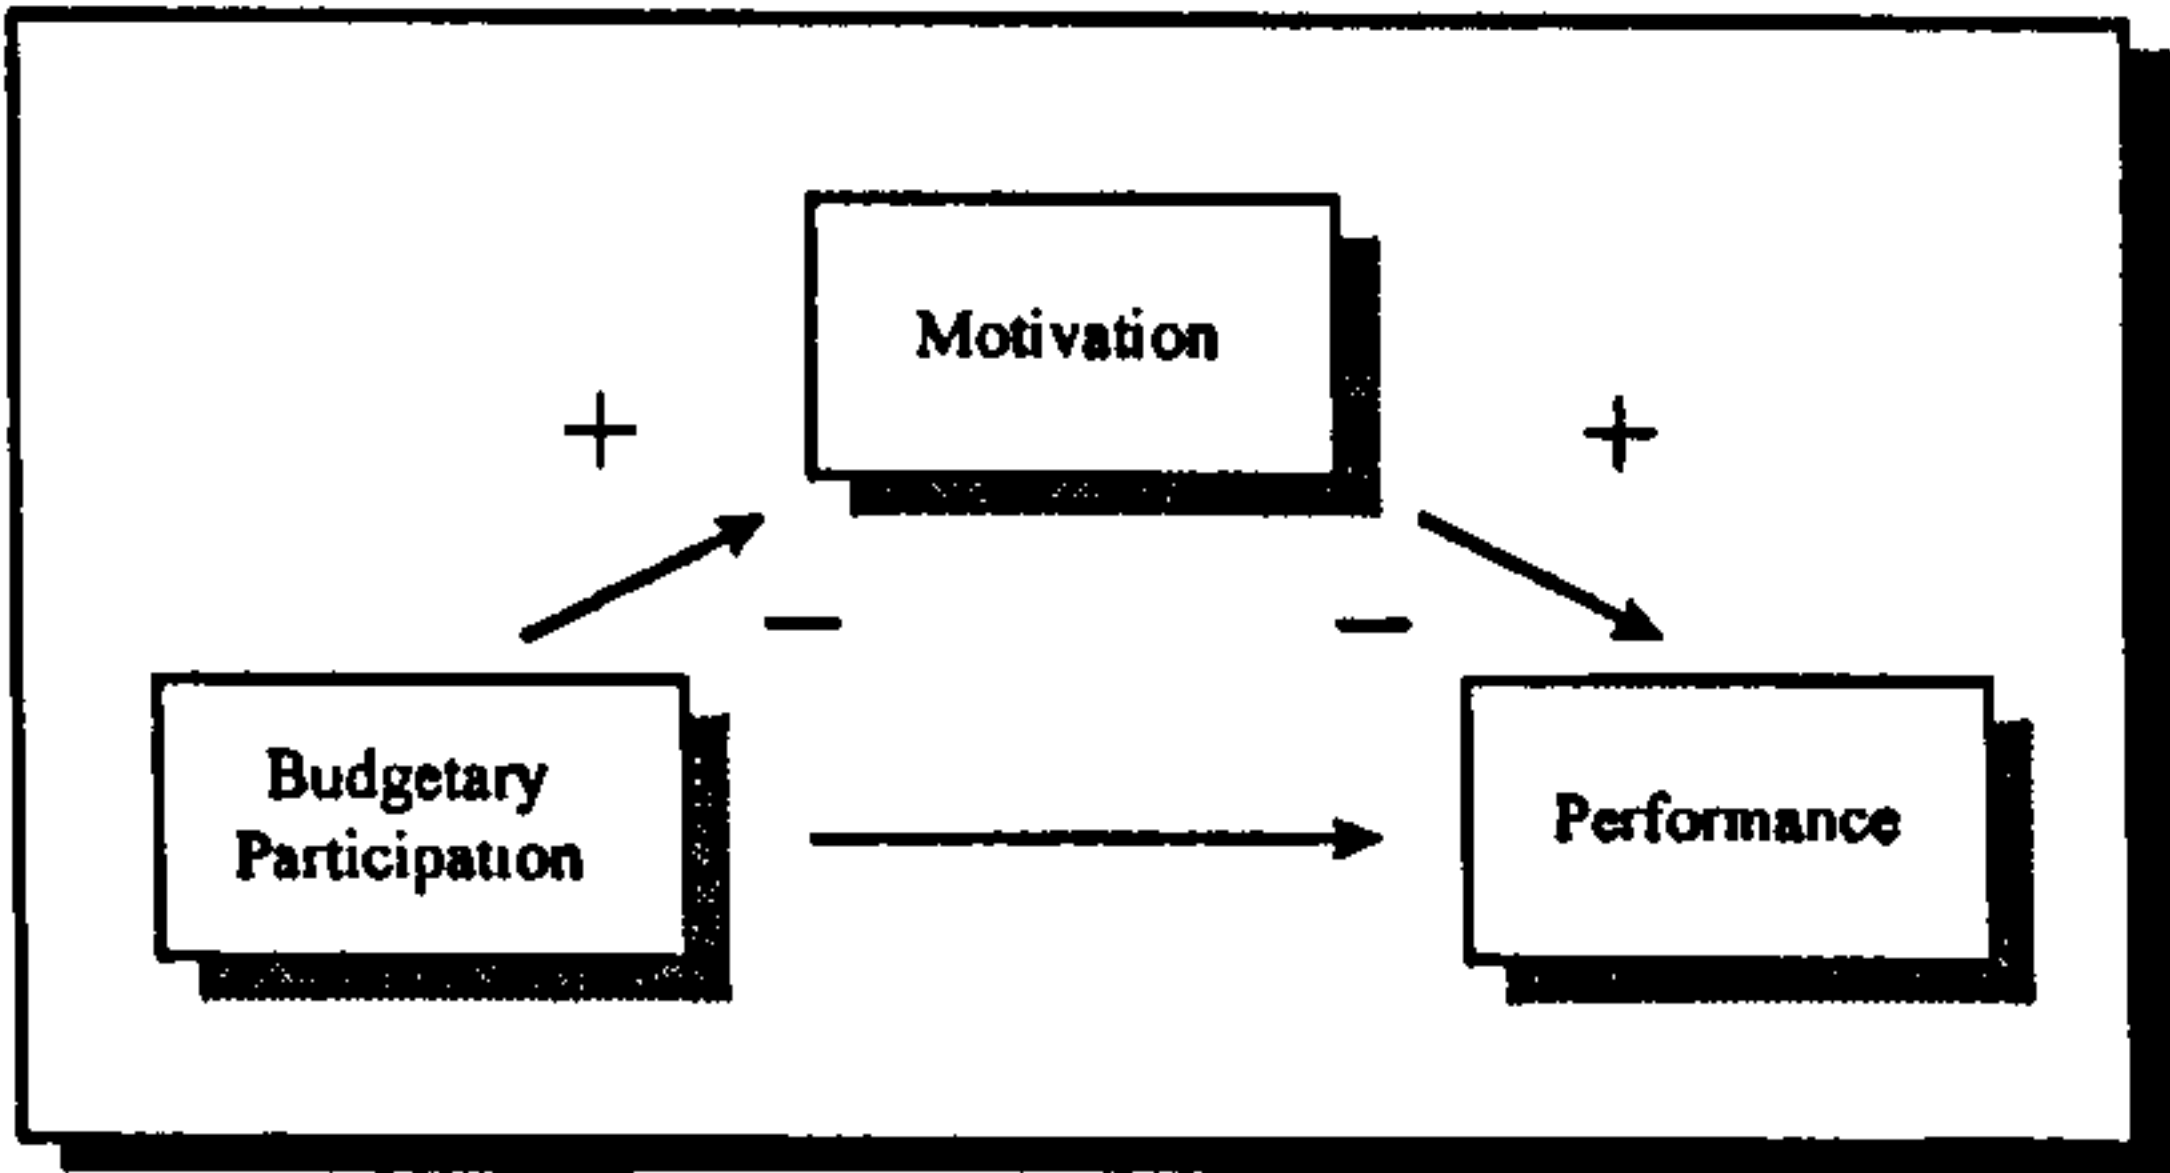 Motivation
+
+
−
−
Budgetary
Participation
Performance